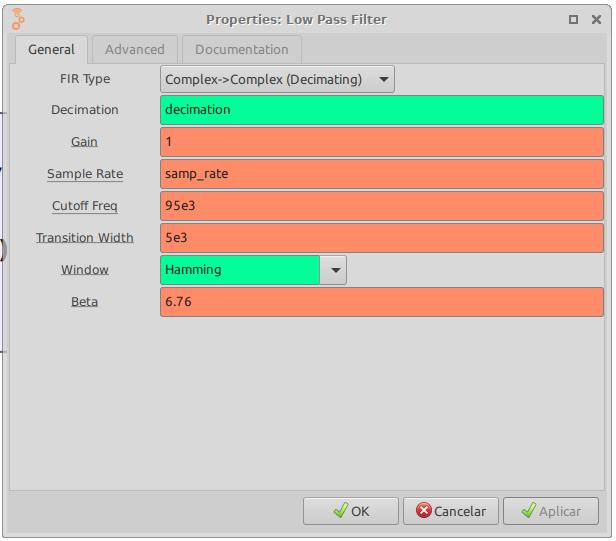 Properties: Low Pass Filter
General Advanced Documentation
FIR Type Complex->Complex (Decimating)
Decimation decimation
Gain 1
Sample Rate samp_rate
Cutoff Freq 95e3
Transition Width 5e3
Window Hamming
Beta 6.76
OK Cancelar Aplicar